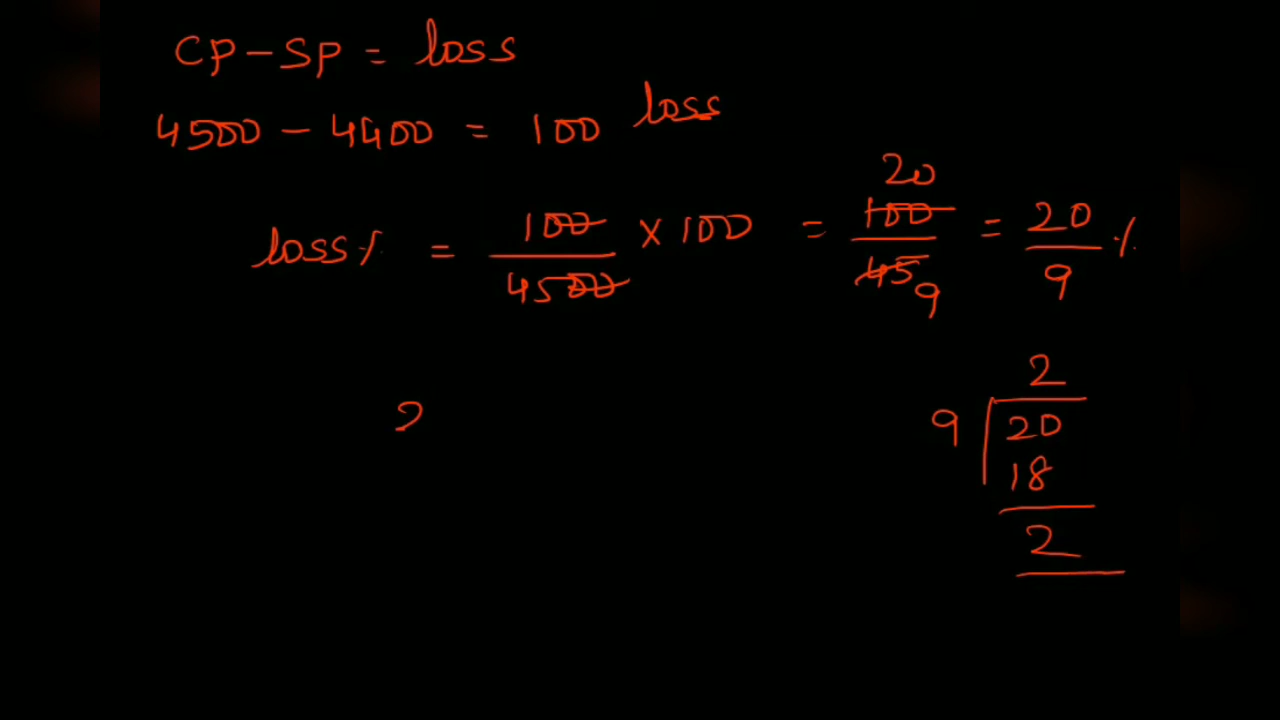 CP - SP = loss
4500 - 4400 = 100 loss
20
loss % = 100/4500 × 100 = 100/45 = 20/9 %
9
2
2
9 20
18
2